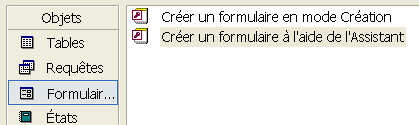 Objets
Tables
Requêtes
Formulair...
États
Créer un formulaire en mode Création
Créer un formulaire à l'aide de l'Assistant